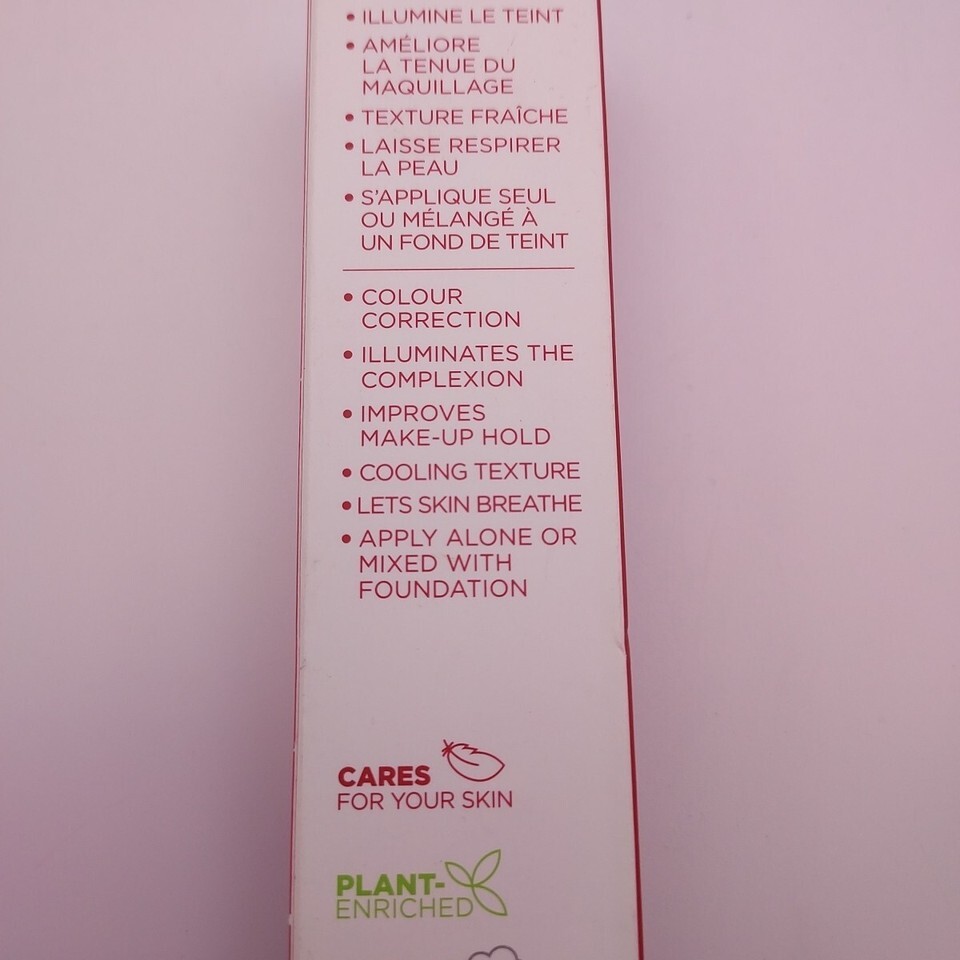 • ILLUMINE LE TEINT
• AMÉLIORE
LA TENUE DU
MAQUILLAGE
• TEXTURE FRAÎCHE
• LAISSE RESPIRER
LA PEAU
• S'APPLIQUE SEUL
OU MÉLANGÉ À
UN FOND DE TEINT
• COLOUR
CORRECTION
• ILLUMINATES THE
COMPLEXION
• IMPROVES
MAKE-UP HOLD
• COOLING TEXTURE
• LETS SKIN BREATHE
• APPLY ALONE OR
MIXED WITH
FOUNDATION
CARES
FOR YOUR SKIN
PLANT-
ENRICHED